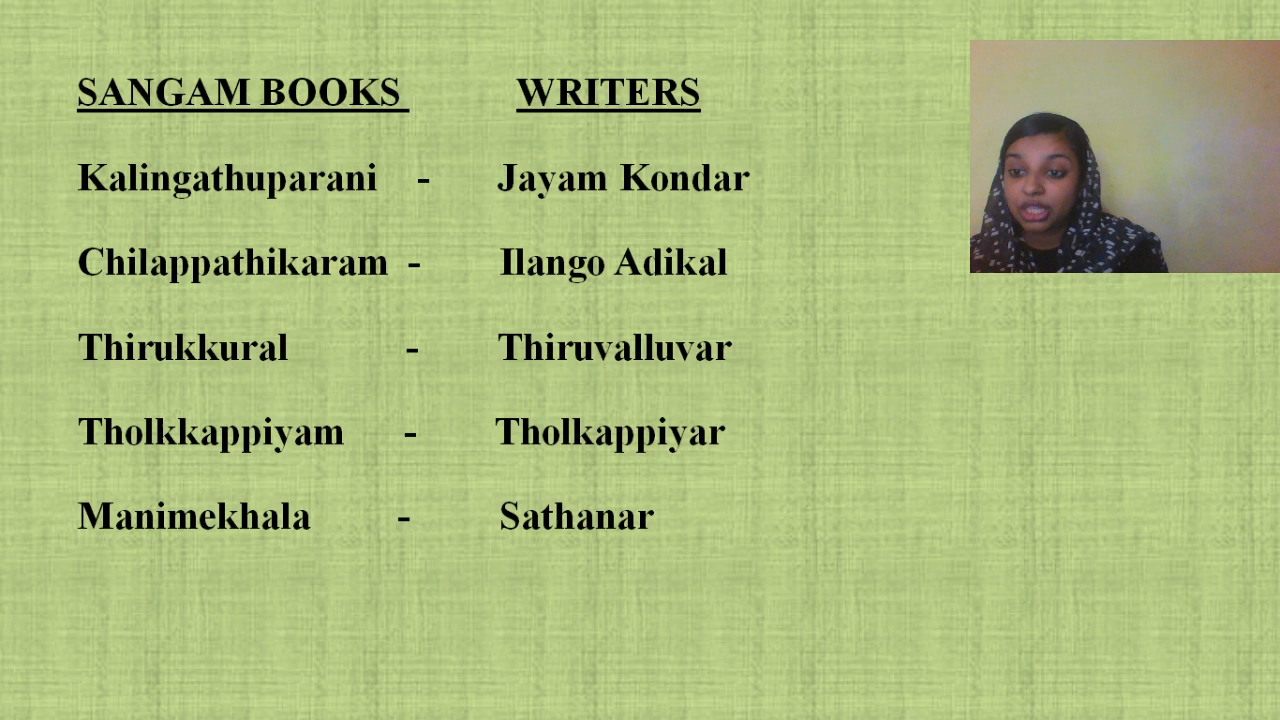 SANGAM BOOKS WRITERS
Kalingathuparani - Jayam Kondar
Chilappathikaram - Ilango Adikal
Thirukkural - Thiruvalluvar
Tholkkappiyam - Tholkappiyar
Manimekhala - Sathanar